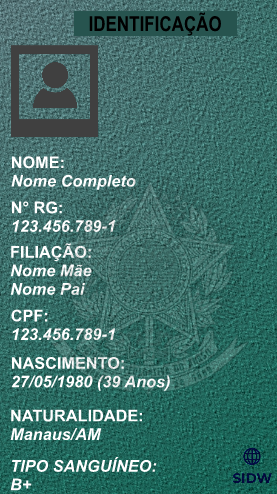 IDENTIFICAÇÃO
NOME:
Nome Completo
N° RG:
123.456.789-1
FILIAÇÃO:
Nome Mãe
Nome Pai
CPF:
123.456.789-1
NASCIMENTO:
27/05/1980 (39 Anos)
NATURALIDADE:
Manaus/AM
TIPO SANGUÍNEO:
B+
SIDW